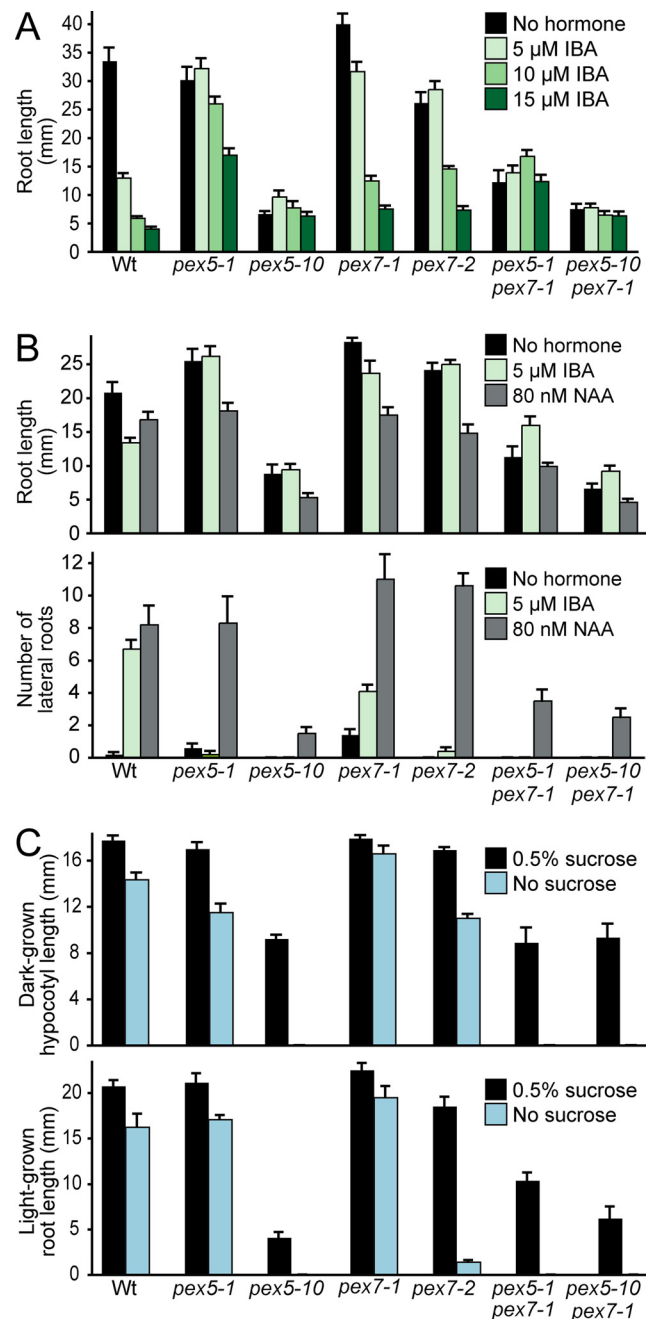 A
Root length
(mm)
40
35
30
25
20
15
10
5
0
No hormone
5 µM IBA
10 µM IBA
15 µM IBA
Wt
pex5-1
pex5-10
pex7-1
pex7-2
pex5-1
pex7-1
pex5-10
pex7-1
B
Root length
(mm)
25
20
15
10
5
0
No hormone
5 µM IBA
80 nM NAA
Number of
lateral roots
12
10
8
6
4
2
0
No hormone
5 µM IBA
80 nM NAA
Wt
pex5-1
pex5-10
pex7-1
pex7-2
pex5-1
pex7-1
pex5-10
pex7-1
C
Dark-grown
hypocotyl length (mm)
16
12
8
4
0
0.5% sucrose
No sucrose
Light-grown
root length (mm)
20
15
10
5
0
0.5% sucrose
No sucrose
Wt
pex5-1
pex5-10
pex7-1
pex7-2
pex5-1
pex7-1
pex5-10
pex7-1